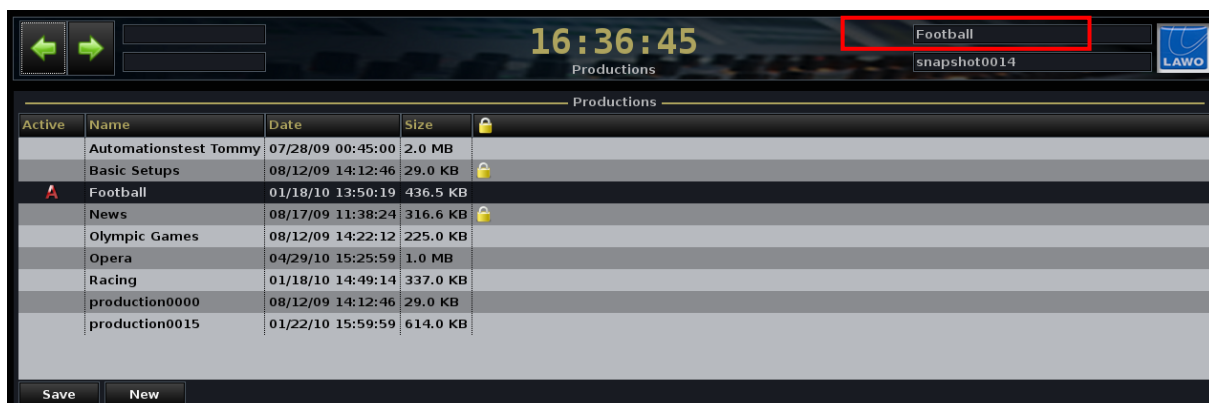 16:36:45
Productions
Football
snapshot0014
LAWO
Productions
Active Name Date Size
Automationstest Tommy 07/28/09 00:45:00 2.0 MB
Basic Setups 08/12/09 14:12:46 29.0 KB
A Football 01/18/10 13:50:19 436.5 KB
News 08/17/09 11:38:24 316.6 KB
Olympic Games 08/12/09 14:22:12 225.0 KB
Opera 04/29/10 15:25:59 1.0 MB
Racing 01/18/10 14:49:14 337.0 KB
production0000 08/12/09 14:12:46 29.0 KB
production0015 01/22/10 15:59:59 614.0 KB
Save New